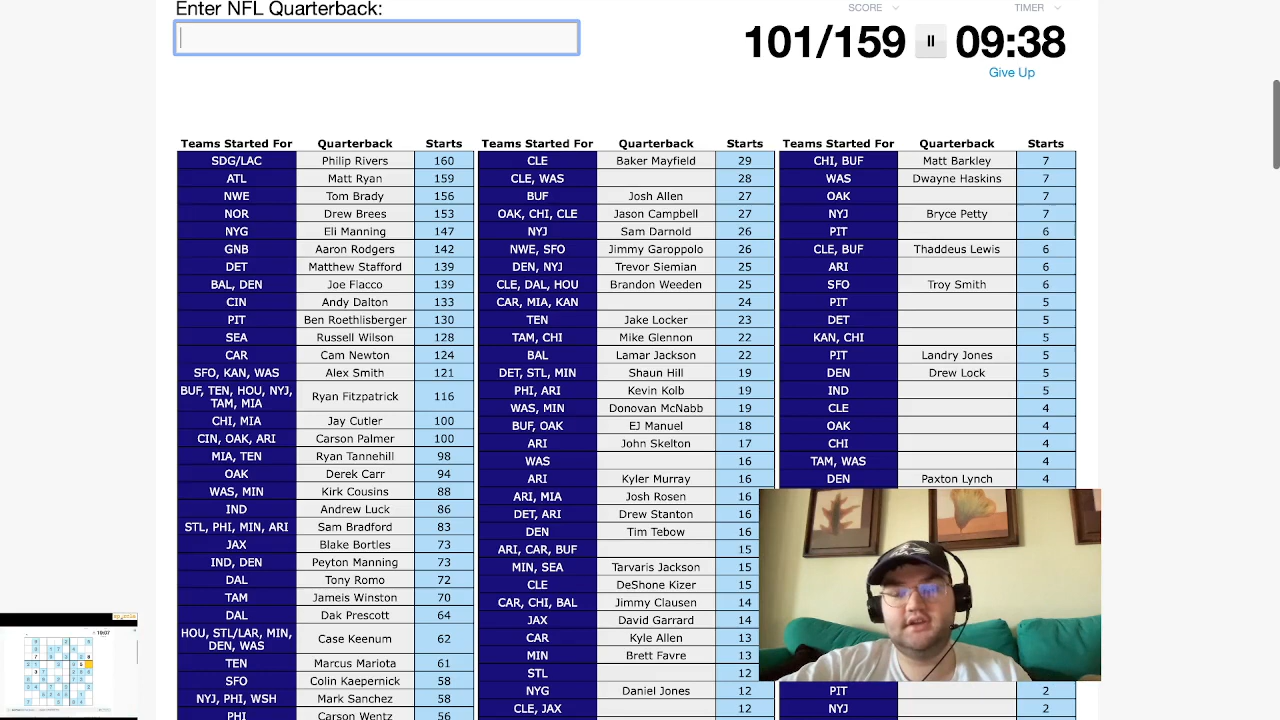 Enter NFL Quarterback:
SCORE TIMER
101/159 09:38
Give Up
Teams Started For Quarterback Starts Teams Started For Quarterback Starts Teams Started For Quarterback Starts
SDG/LAC Philip Rivers 160 CLE Baker Mayfield 29 CHI, BUF Matt Barkley 7
ATL Matt Ryan 159 CLE, WAS 28 WAS Dwayne Haskins 7
NWE Tom Brady 156 BUF Josh Allen 27 OAK 7
NOR Drew Brees 153 OAK, CHI, CLE Jason Campbell 27 NYJ Bryce Petty 7
NYG Eli Manning 147 NYJ Sam Darnold 26 PIT 6
GNB Aaron Rodgers 142 NWE, SFO Jimmy Garoppolo 26 CLE, BUF Thaddeus Lewis 6
DET Matthew Stafford 139 DEN, NYJ Trevor Siemian 25 ARI 6
BAL, DEN Joe Flacco 139 CLE, DAL, HOU Brandon Weeden 25 SFO Troy Smith 6
CIN Andy Dalton 133 CAR, MIA, KAN 24 PIT 5
PIT Ben Roethlisberger 130 TEN Jake Locker 23 DET 5
SEA Russell Wilson 128 TAM, CHI Mike Glennon 22 KAN, CHI 5
CAR Cam Newton 124 BAL Lamar Jackson 22 PIT Landry Jones 5
SFO, KAN, WAS Alex Smith 121 DET, STL, MIN Shaun Hill 19 DEN Drew Lock 5
BUF, TEN, HOU, NYJ, TAM, MIA Ryan Fitzpatrick 116 PHI, ARI Kevin Kolb 19 IND 5
WAS, MIN Donovan McNabb 19 CLE 4
CHI, MIA Jay Cutler 100 BUF, OAK EJ Manuel 18 OAK 4
CIN, OAK, ARI Carson Palmer 100 ARI John Skelton 17 CHI 4
MIA, TEN Ryan Tannehill 98 WAS 16 TAM, WAS 4
OAK Derek Carr 94 ARI Kyler Murray 16 DEN Paxton Lynch 4
WAS, MIN Kirk Cousins 88 ARI, MIA Josh Rosen 16
IND Andrew Luck 86 DET, ARI Drew Stanton 16
STL, PHI, MIN, ARI Sam Bradford 83 DEN Tim Tebow 16
JAX Blake Bortles 73 ARI, CAR, BUF 15
IND, DEN Peyton Manning 73 MIN, SEA Tarvaris Jackson 15
DAL Tony Romo 72 CLE DeShone Kizer 15
TAM Jameis Winston 70 CAR, CHI, BAL Jimmy Clausen 14
DAL Dak Prescott 64 JAX David Garrard 14
HOU, STL/LAR, MIN, DEN, WAS Case Keenum 62 CAR Kyle Allen 13
TEN Marcus Mariota 61 MIN Brett Favre 13
SFO Colin Kaepernick 58 STL 12
NYJ, PHI, WSH Mark Sanchez 58 NYG Daniel Jones 12 PIT 2
PHI Carson Wentz 56 CLE, JAX 12 NYJ 2